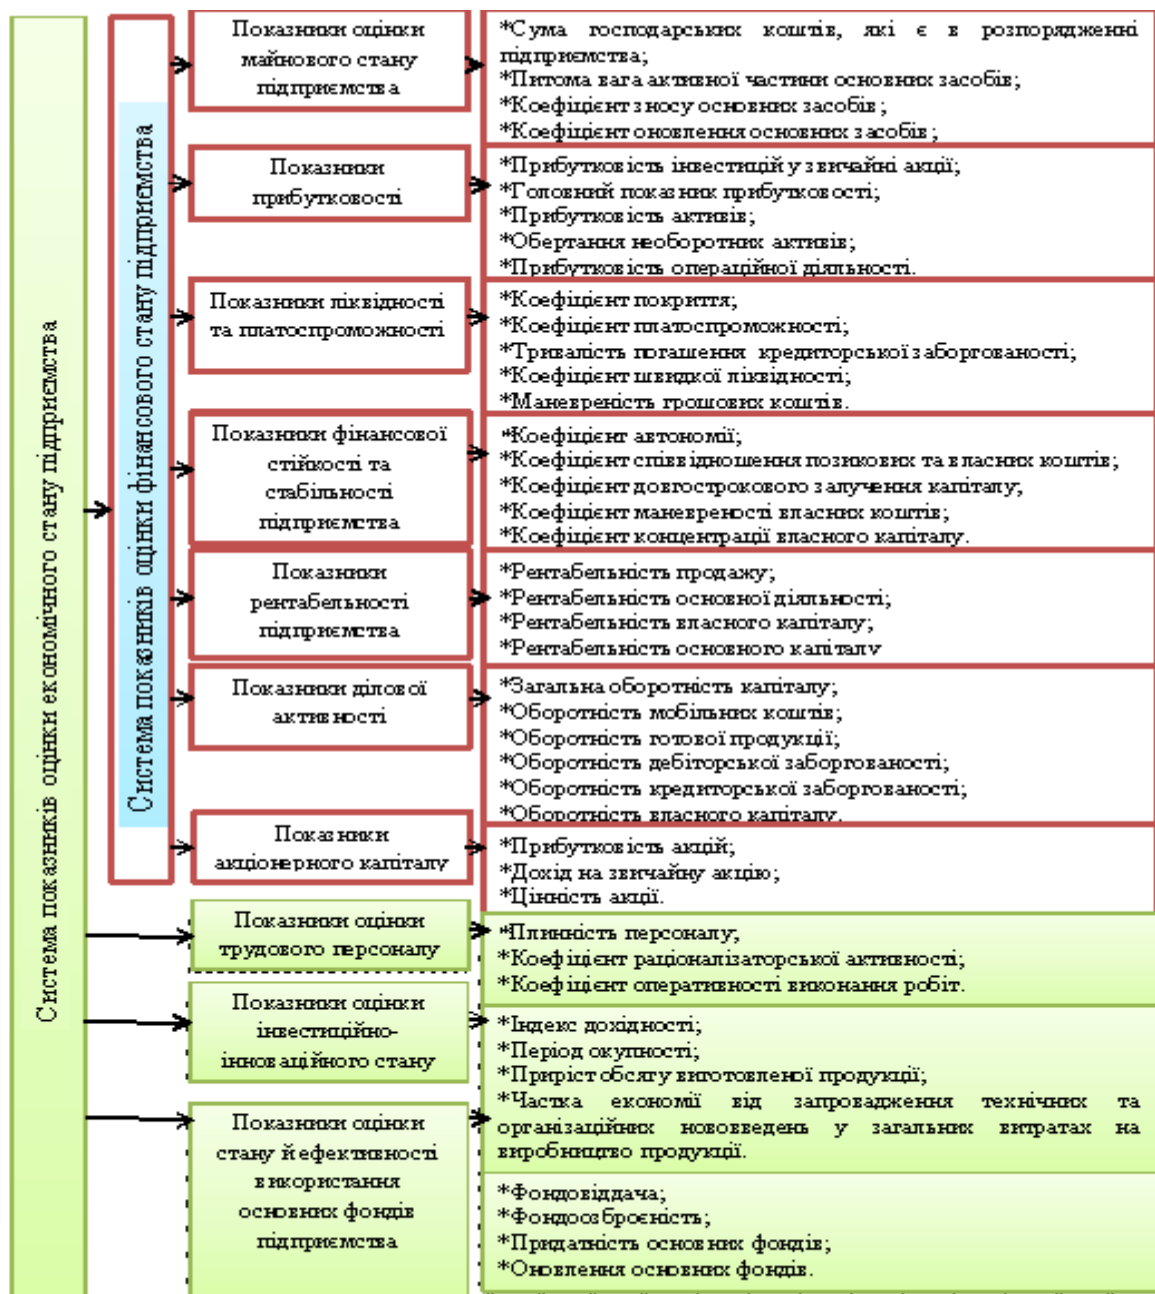 Система показників оцінки економічного стану підприємства
Система показників оцінки фінансового стану підприємства
Показники оцінки
майнового стану
підприємства
*Сума господарських коштів, які є в розпорядженні
підприємства;
*Питома вага активної частини основних засобів;
*Коефіцієнт зносу основних засобів;
*Коефіцієнт оновлення основних засобів;
Показники
прибутковості
*Прибутковість інвестицій у звичайні акції;
*Головний показник прибутковості;
*Прибутковість активів;
*Обертання необоротних активів;
*Прибутковість операційної діяльності.
Показники ліквідності
та платоспроможності
*Коефіцієнт покриття;
*Коефіцієнт платоспроможності;
*Тривалість погашення кредиторської заборгованості;
*Коефіцієнт швидкої ліквідності;
*Маневреність грошових коштів.
Показники фінансової
стійкості та
стабільності
підприємства
*Коефіцієнт автономії;
*Коефіцієнт співвідношення позикових та власних коштів;
*Коефіцієнт довгострокового залучення капіталу;
*Коефіцієнт маневреності власних коштів;
*Коефіцієнт концентрації власного капіталу.
Показники
рентабельності
підприємства
*Рентабельність продажу;
*Рентабельність основної діяльності;
*Рентабельність власного капіталу;
*Рентабельність основного капіталу
Показники ділової
активності
*Загальна оборотність капіталу;
*Оборотність мобільних коштів;
*Оборотність готової продукції;
*Оборотність дебіторської заборгованості;
*Оборотність кредиторської заборгованості;
*Оборотність власного капіталу.
Показники
акціонерного капіталу
*Прибутковість акцій;
*Дохід на звичайну акцію;
*Цінність акції.
Показники оцінки
трудового персоналу
*Плинність персоналу;
*Коефіцієнт раціоналізаторської активності;
*Коефіцієнт оперативності виконання робіт.
Показники оцінки
інвестиційно-
інноваційного стану
*Індекс дохідності;
*Період окупності;
*Приріст обсягу виготовленої продукції;
*Частка економії від запровадження технічних та
організаційних нововведень у загальних витратах на
виробництво продукції.
Показники оцінки
стану й ефективності
використання
основних фондів
підприємства
*Фондовіддача;
*Фондоозброєність;
*Придатність основних фондів;
*Оновлення основних фондів.